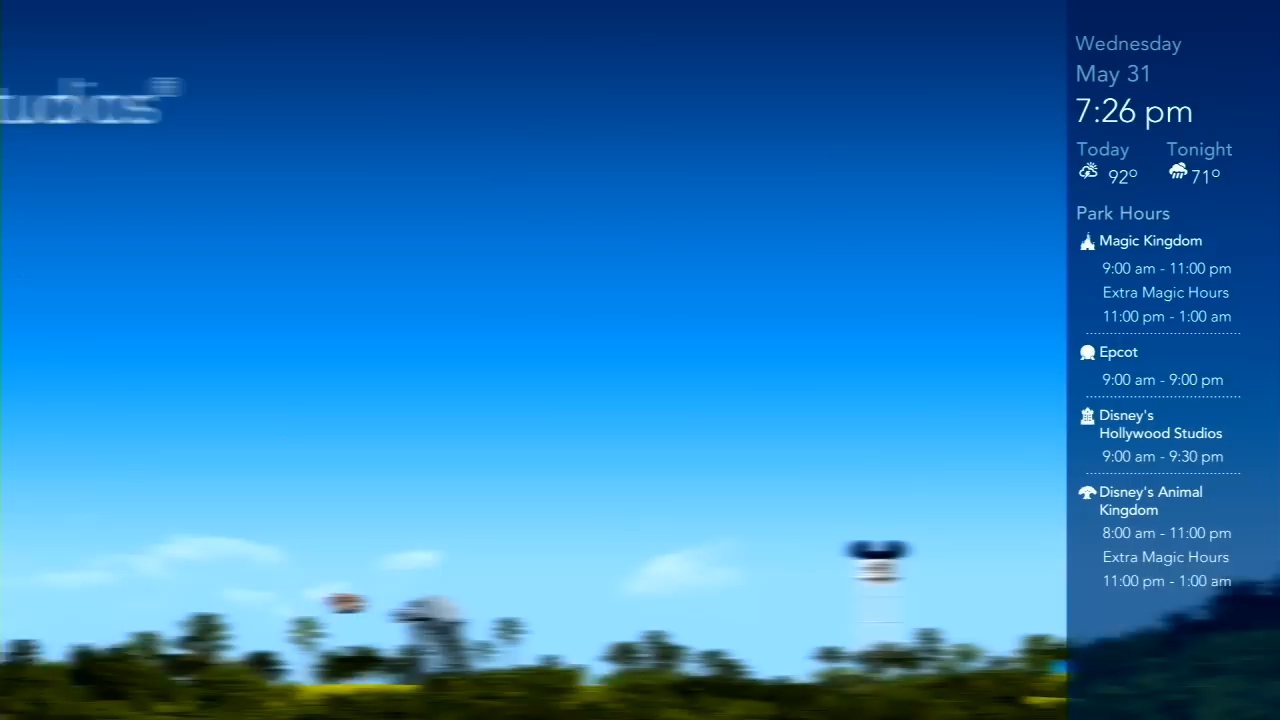 Wednesday
May 31
7:26 pm
Today Tonight
92° 71°
Park Hours
Magic Kingdom
9:00 am - 11:00 pm
Extra Magic Hours
11:00 pm - 1:00 am
Epcot
9:00 am - 9:00 pm
Disney's
Hollywood Studios
9:00 am - 9:30 pm
Disney's Animal
Kingdom
8:00 am - 11:00 pm
Extra Magic Hours
11:00 pm - 1:00 am